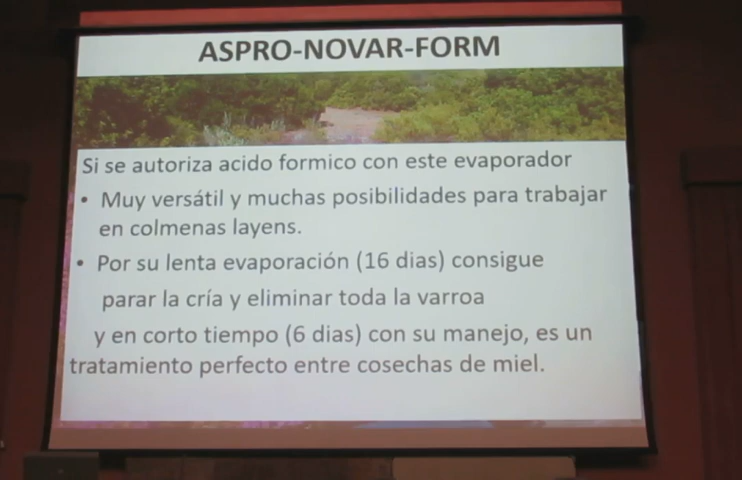 ASPRO-NOVAR-FORM
Si se autoriza acido formico con este evaporador
• Muy versátil y muchas posibilidades para trabajar
en colmenas layens.
• Por su lenta evaporación (16 dias) consigue
parar la cría y eliminar toda la varroa
y en corto tiempo (6 dias) con su manejo, es un
tratamiento perfecto entre cosechas de miel.